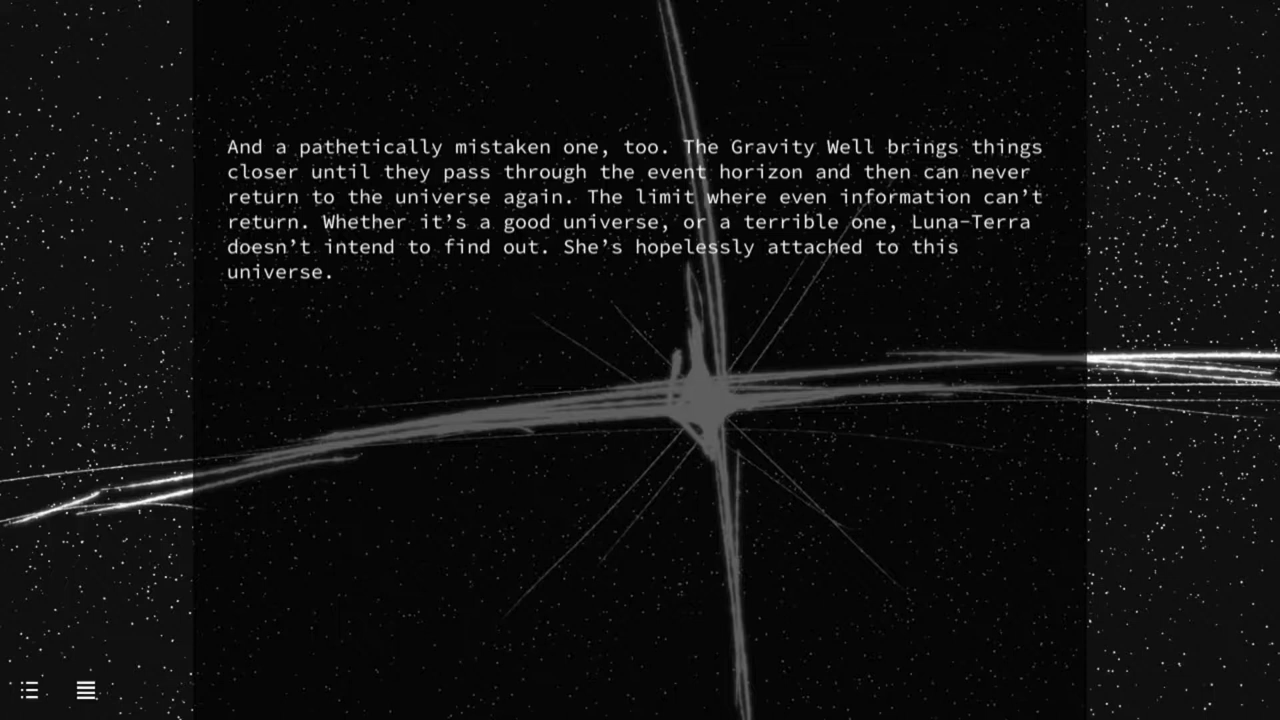 And a pathetically mistaken one, too. The Gravity Well brings things
closer until they pass through the event horizon and then can never
return to the universe again. The limit where even information can’t
return. Whether it’s a good universe, or a terrible one, Luna-Terra
doesn’t intend to find out. She’s hopelessly attached to this
universe.